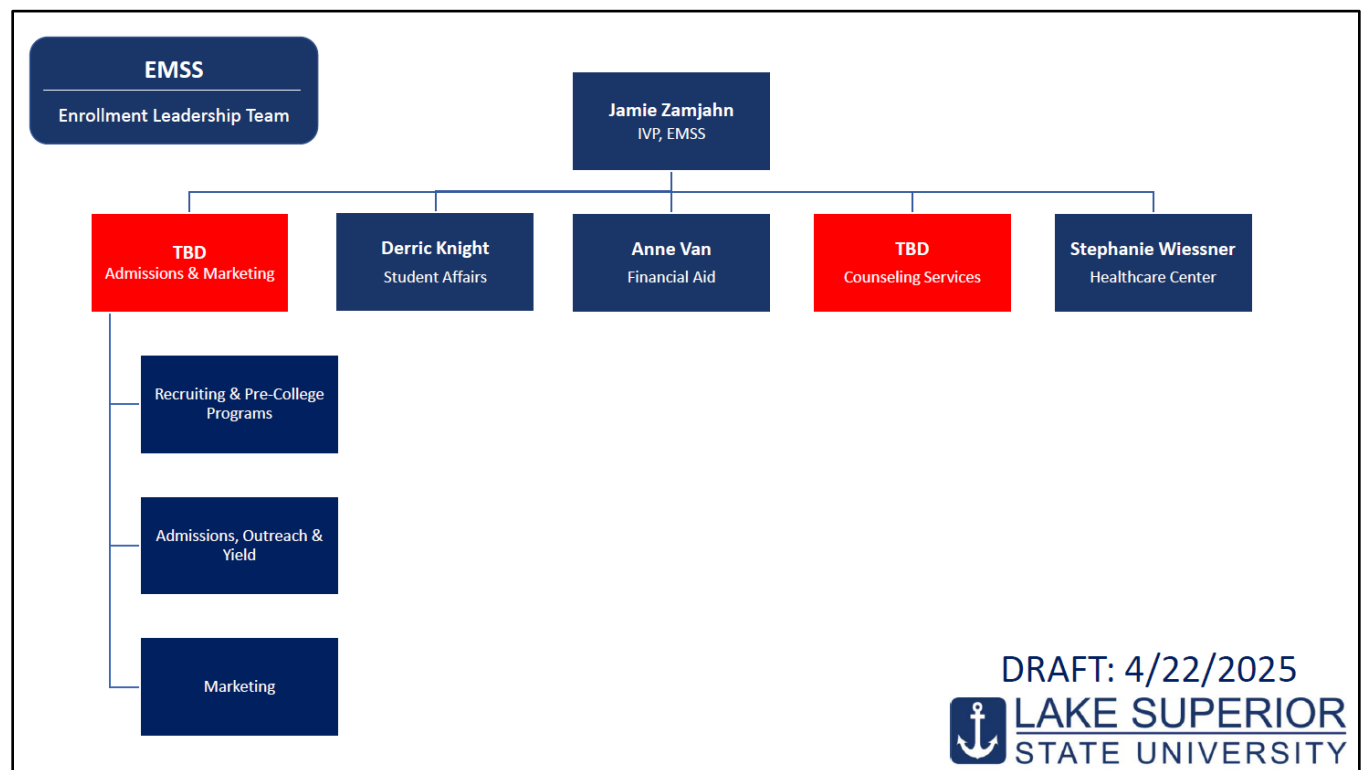 EMSS
Enrollment Leadership Team
Jamie Zamjahn
IVP, EMSS
TBD
Admissions & Marketing
Derric Knight
Student Affairs
Anne Van
Financial Aid
TBD
Counseling Services
Stephanie Wiessner
Healthcare Center
Recruiting & Pre-College
Programs
Admissions, Outreach &
Yield
Marketing
DRAFT: 4/22/2025
LAKE SUPERIOR
STATE UNIVERSITY